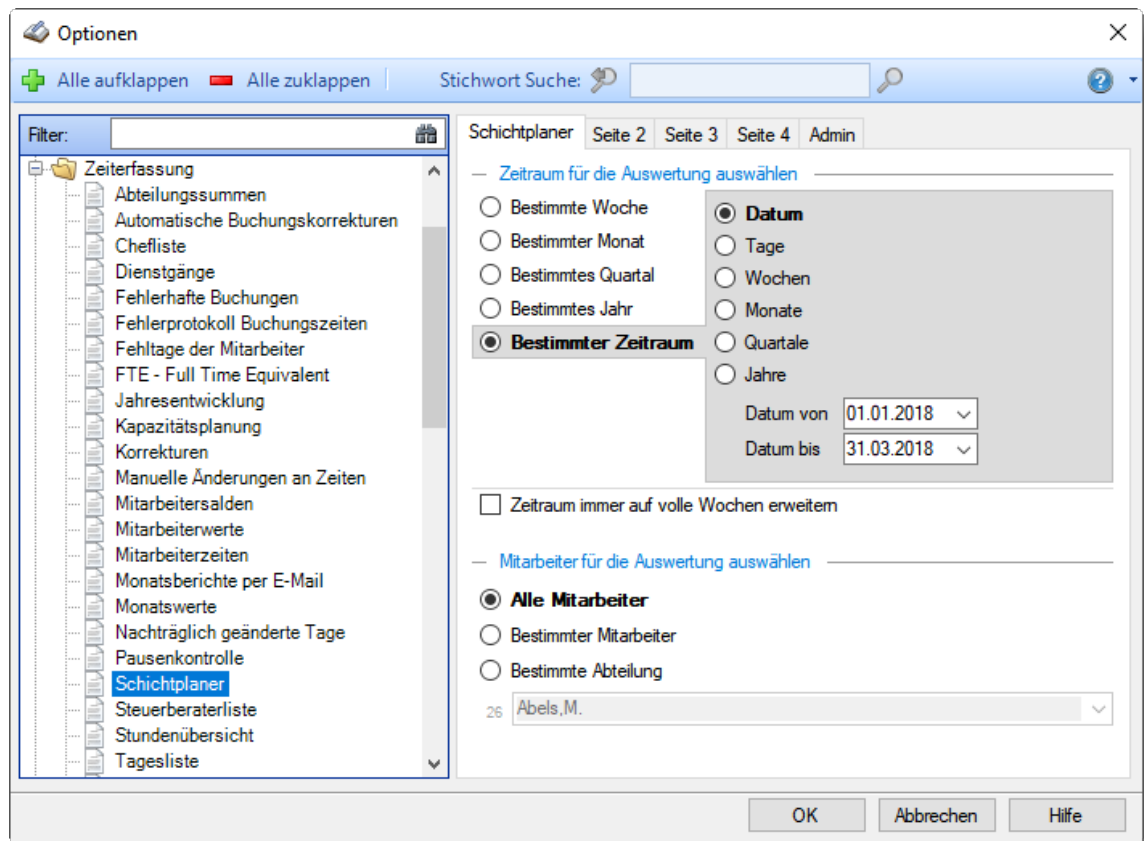 Optionen
Alle aufklappen Alle zuklappen Stichwort Suche:
Filter:
Zeiterfassung
Abteilungssummen
Automatische Buchungskorrekturen
Chefliste
Dienstgänge
Fehlerhafte Buchungen
Fehlerprotokoll Buchungszeiten
Fehltage der Mitarbeiter
FTE - Full Time Equivalent
Jahresentwicklung
Kapazitätsplanung
Korrekturen
Manuelle Änderungen an Zeiten
Mitarbeitersalden
Mitarbeiterwerte
Mitarbeiterzeiten
Monatsberichte per E-Mail
Monatswerte
Nachträglich geänderte Tage
Pausenkontrolle
Schichtplaner
Steuerberaterliste
Stundenübersicht
Tagesliste
Schichtplaner Seite 2 Seite 3 Seite 4 Admin
Zeitraum für die Auswertung auswählen
Bestimmte Woche
Bestimmter Monat
Bestimmtes Quartal
Bestimmtes Jahr
Bestimmter Zeitraum
Datum
Tage
Wochen
Monate
Quartale
Jahre
Datum von 01.01.2018
Datum bis 31.03.2018
Zeitraum immer auf volle Wochen erweitern
Mitarbeiter für die Auswertung auswählen
Alle Mitarbeiter
Bestimmter Mitarbeiter
Bestimmte Abteilung
26 Abels,M.
OK Abbrechen Hilfe